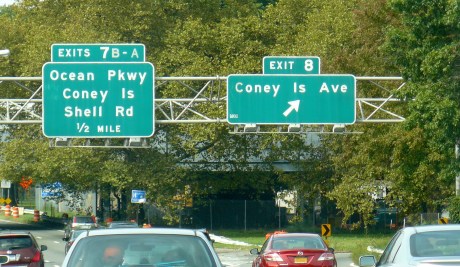 EXITS 7B-A
Ocean Pkwy
Coney Is
Shell Rd
1/2 MILE
EXIT 8
Coney Is Ave